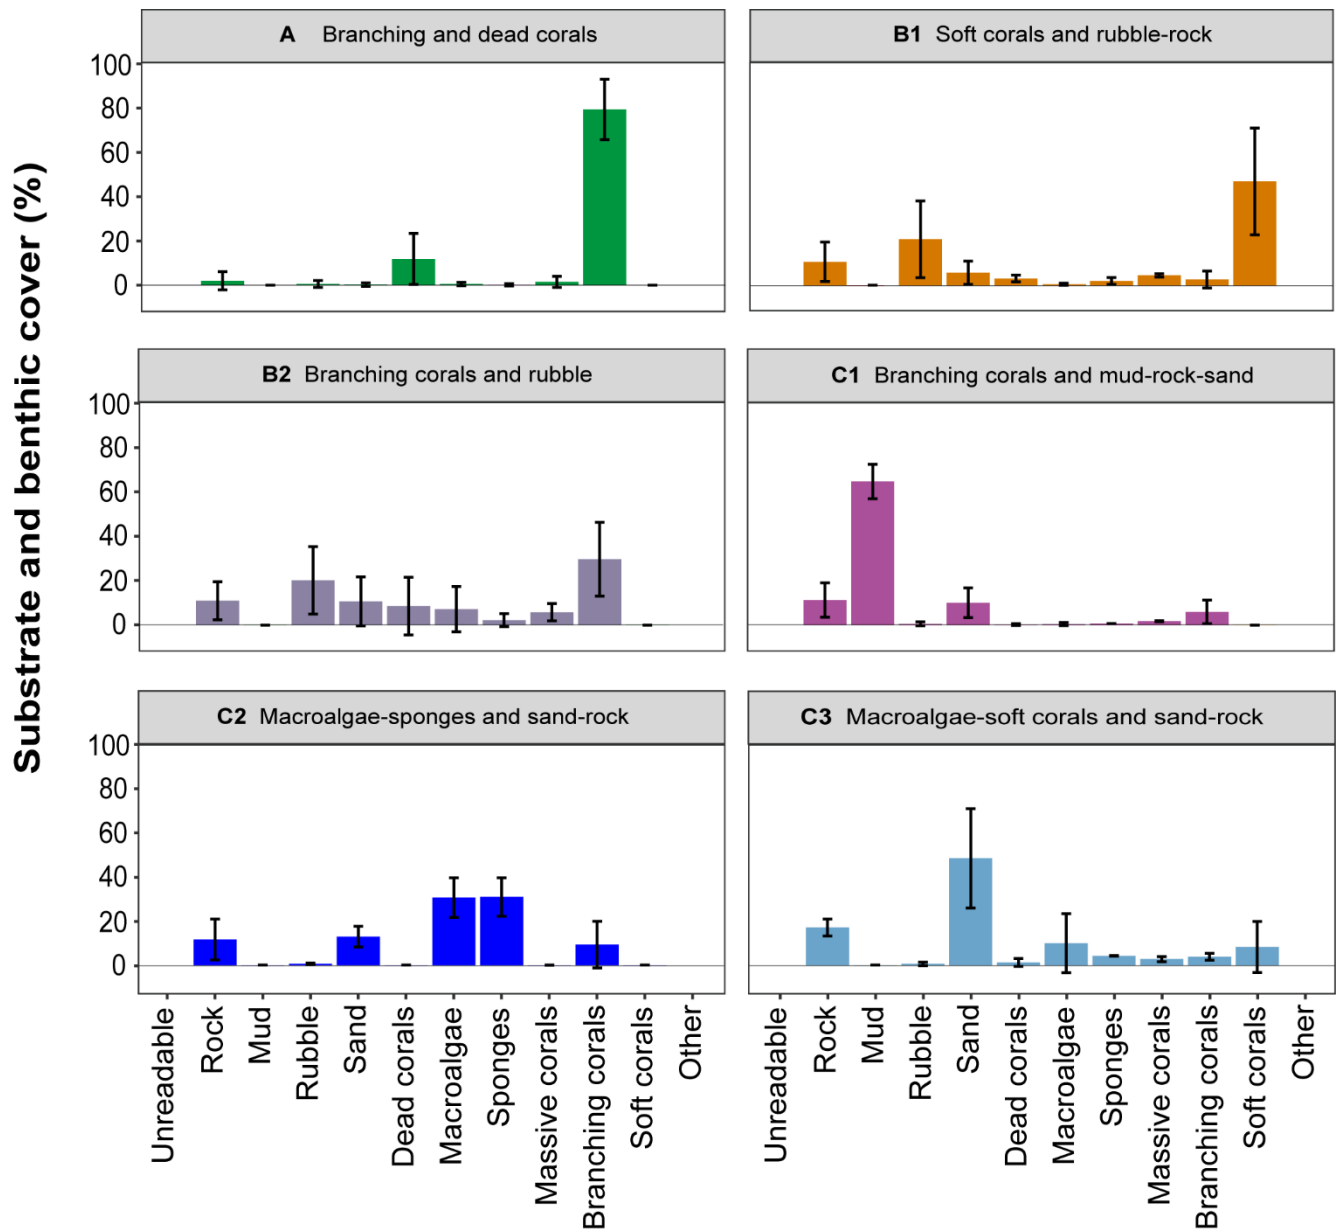 Substrate and benthic cover (%)
A Branching and dead corals
B1 Soft corals and rubble-rock
100
80
60
40
20
0
B2 Branching corals and rubble
C1 Branching corals and mud-rock-sand
100
80
60
40
20
0
C2 Macroalgae-sponges and sand-rock
C3 Macroalgae-soft corals and sand-rock
100
80
60
40
20
0
Unreadable
Rock
Mud
Rubble
Sand
Dead corals
Macroalgae
Sponges
Massive corals
Branching corals
Soft corals
Other
Unreadable
Rock
Mud
Rubble
Sand
Dead corals
Macroalgae
Sponges
Massive corals
Branching corals
Soft corals
Other